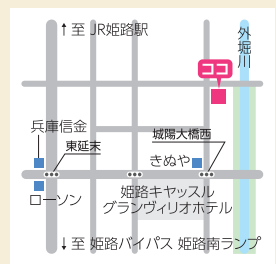 ↑至 JR姫路駅
外堀川
ココ
兵庫信金
東延末
城陽大橋西
きぬや
ローソン
姫路キャッスル
グランヴィリオホテル
↓至 姫路バイパス 姫路南ランプ